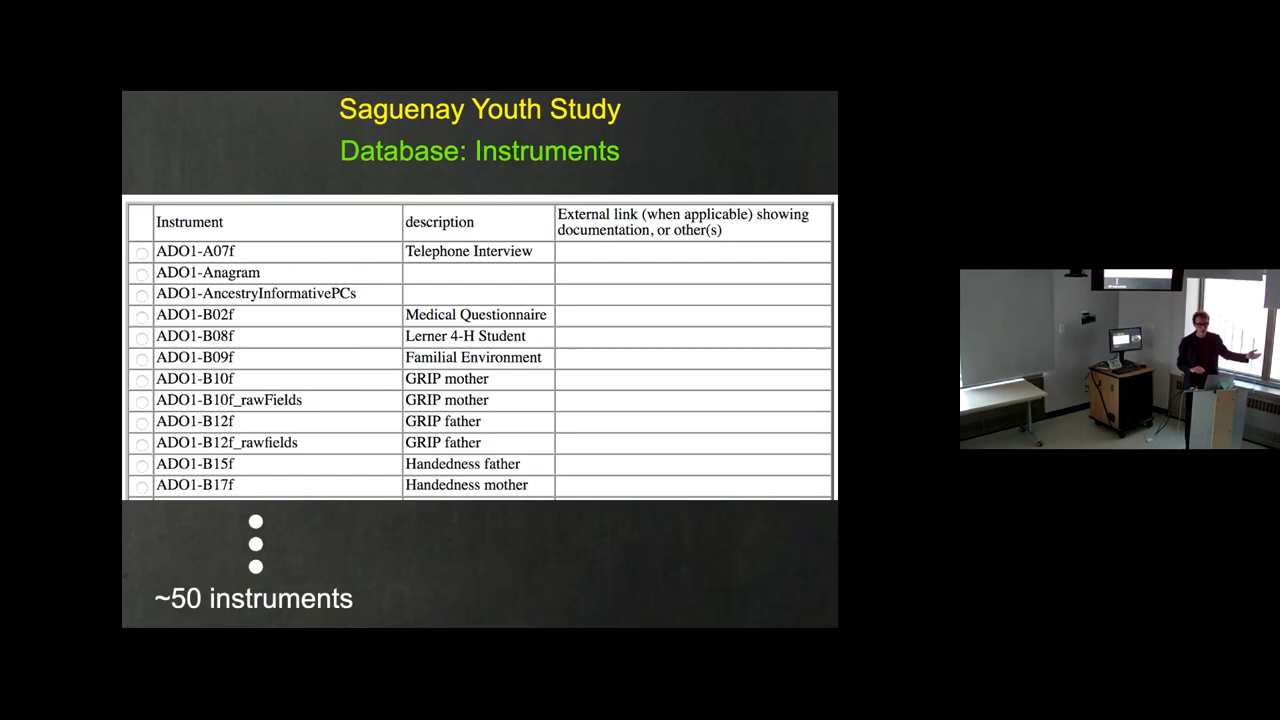 Saguenay Youth Study
Database: Instruments
Instrument description External link (when applicable) showing documentation, or other(s)
ADO1-A07f Telephone Interview
ADO1-Anagram
ADO1-AncestryInformativePCs
ADO1-B02f Medical Questionnaire
ADO1-B08f Lerner 4-H Student
ADO1-B09f Familial Environment
ADO1-B10f GRIP mother
ADO1-B10f_rawFields GRIP mother
ADO1-B12f GRIP father
ADO1-B12f_rawfields GRIP father
ADO1-B15f Handedness father
ADO1-B17f Handedness mother
~50 instruments